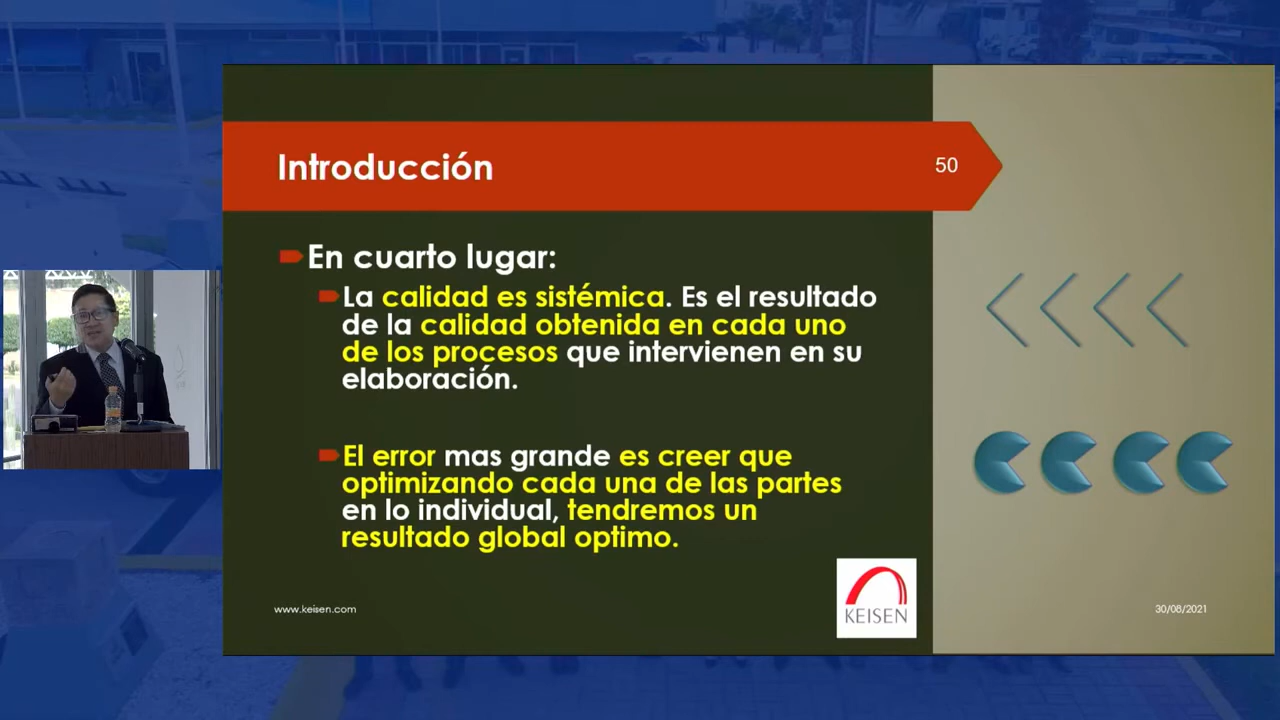 Introducción
50
En cuarto lugar:
La calidad es sistémica. Es el resultado
de la calidad obtenida en cada uno
de los procesos que intervienen en su
elaboración.
El error mas grande es creer que
optimizando cada una de las partes
en lo individual, tendremos un
resultado global optimo.
KEISEN
www.keisen.com
30/08/2021